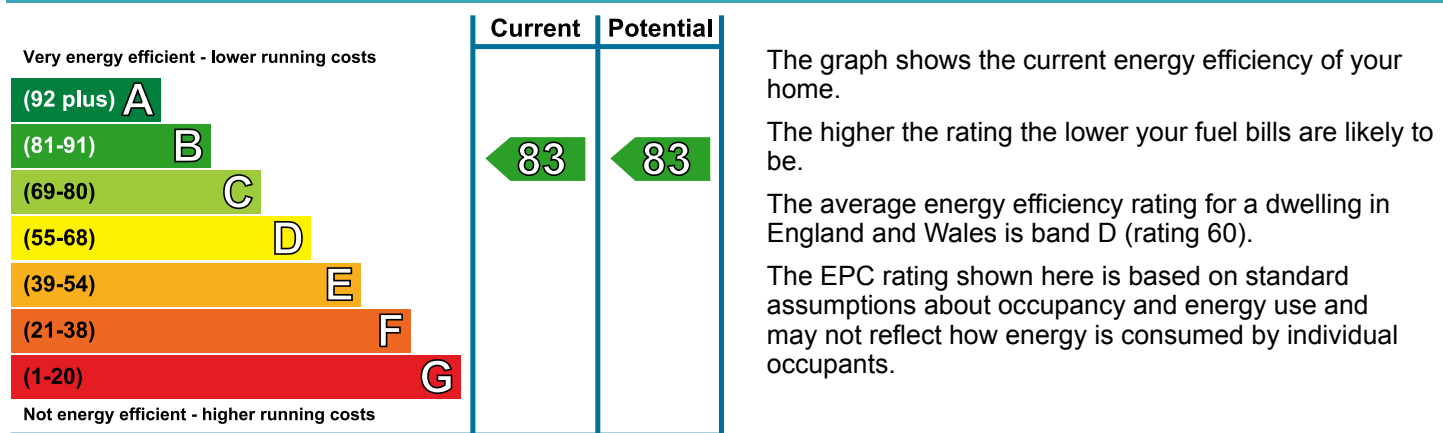 Current Potential
Very energy efficient - lower running costs
(92 plus) A
(81-91) B
83 83
(69-80) C
(55-68) D
(39-54) E
(21-38) F
(1-20) G
Not energy efficient - higher running costs
The graph shows the current energy efficiency of your
home.
The higher the rating the lower your fuel bills are likely to
be.
The average energy efficiency rating for a dwelling in
England and Wales is band D (rating 60).
The EPC rating shown here is based on standard
assumptions about occupancy and energy use and
may not reflect how energy is consumed by individual
occupants.